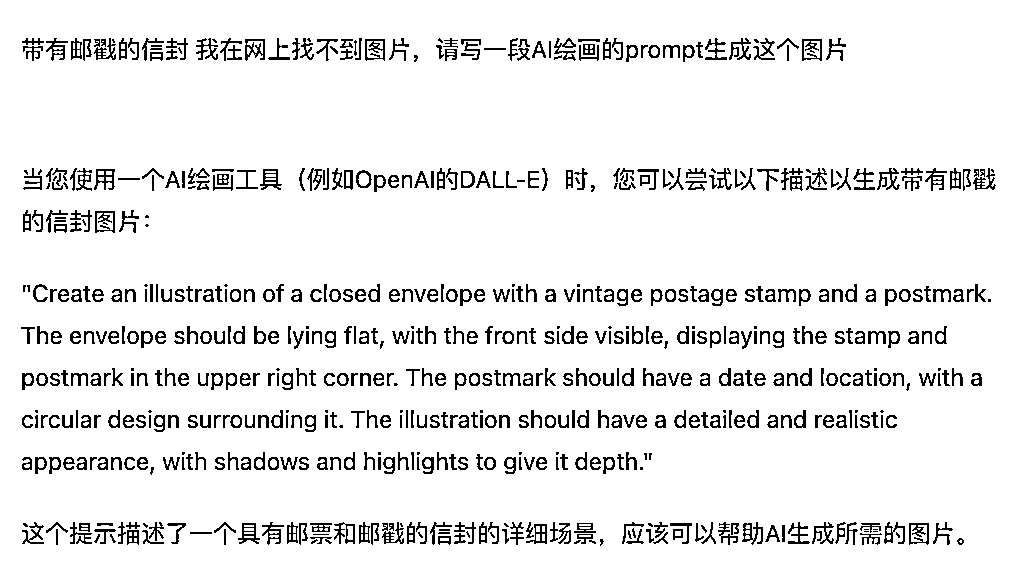 带有邮戳的信封 我在网上找不到图片，请写一段AI绘画的prompt生成这个图片
当您使用一个AI绘画工具（例如OpenAI的DALL-E）时，您可以尝试以下描述以生成带有邮戳
的信封图片：
"Create an illustration of a closed envelope with a vintage postage stamp and a postmark.
The envelope should be lying flat, with the front side visible, displaying the stamp and
postmark in the upper right corner. The postmark should have a date and location, with a
circular design surrounding it. The illustration should have a detailed and realistic
appearance, with shadows and highlights to give it depth."
这个提示描述了一个具有邮票和邮戳的信封的详细场景，应该可以帮助AI生成所需的图片。